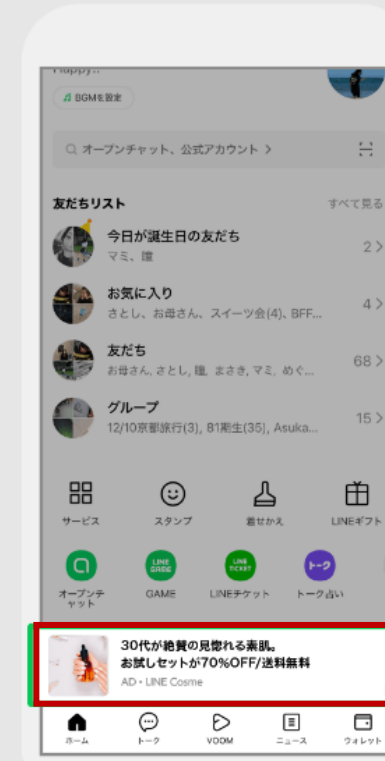 Happy!!
BGMを設定
オープンチャット、公式アカウント >
友だちリスト
すべて見る
今日が誕生日の友だち
マミ、瞳
2 >
お気に入り
さとし、お母さん、スイーツ会(4)、BFF...
4 >
友だち
お母さん, さとし, 瞳, まさき, マミ, めぐ...
68 >
グループ
12/10京都旅行(3), 81期生(35), Asuka...
15 >
サービス
スタンプ
着せかえ
LINEギフト
LINE GAME
LINE TICKET
トーク
オープンチャット
GAME
LINEチケット
トーク占い
30代が絶賛の見惚れる素肌。
お試しセットが70%OFF/送料無料
AD • LINE Cosme
ホーム
トーク
VOOM
ニュース
ウォレット